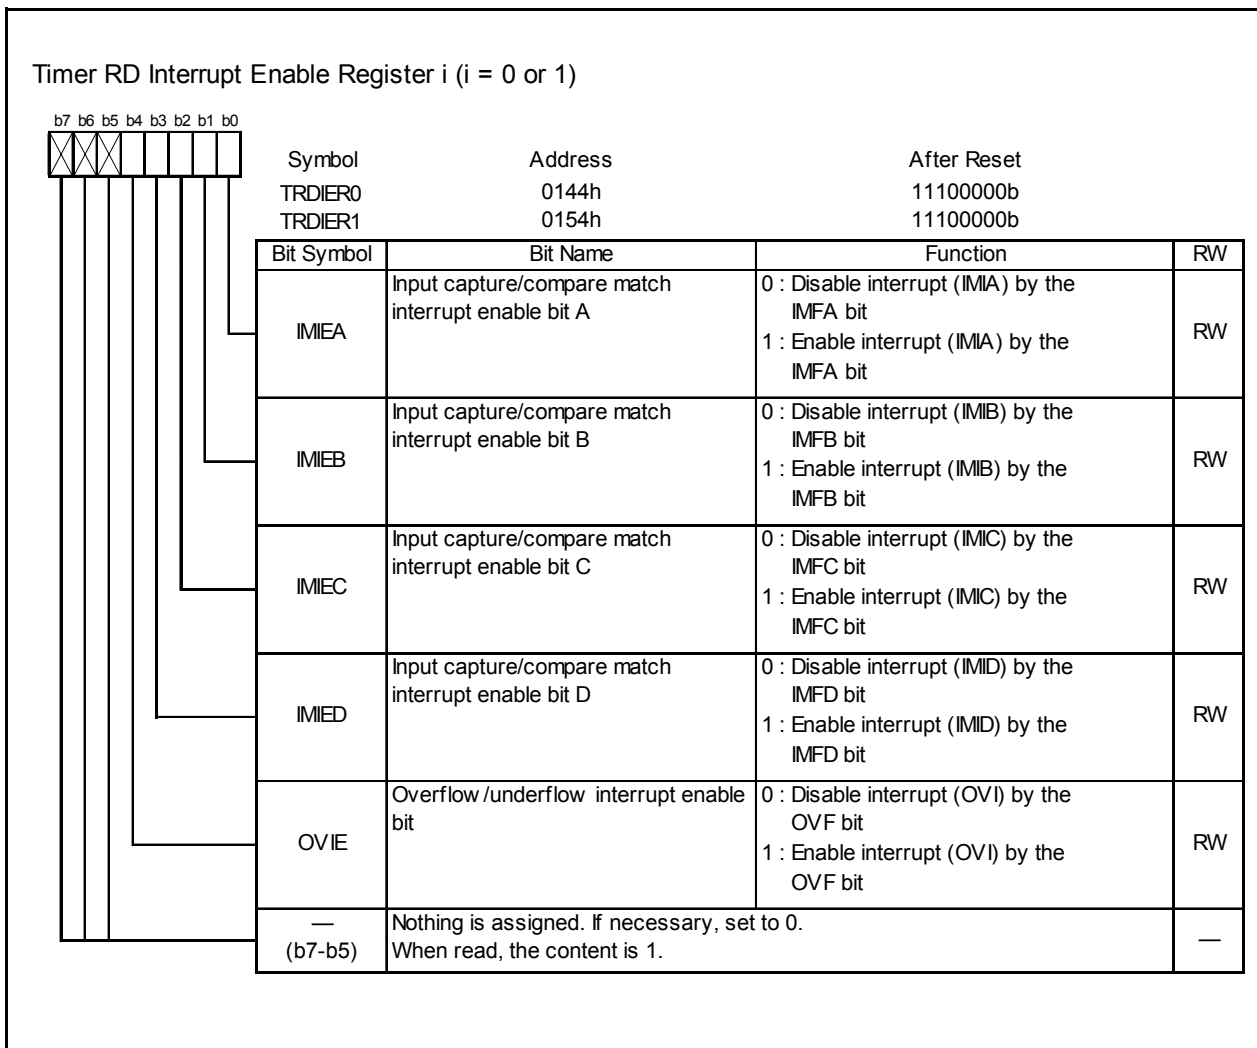 Timer RD Interrupt Enable Register i (i = 0 or 1)
b7 b6 b5 b4 b3 b2 b1 b0
Symbol Address After Reset
TRDIER0 0144h 11100000b
TRDIER1 0154h 11100000b
Bit Symbol Bit Name Function RW
IMIEA
Input capture/compare match
interrupt enable bit A
0 : Disable interrupt (IMIA) by the
IMFA bit
1 : Enable interrupt (IMIA) by the
IMFA bit
RW
IMIEB
Input capture/compare match
interrupt enable bit B
0 : Disable interrupt (IMIB) by the
IMFB bit
1 : Enable interrupt (IMIB) by the
IMFB bit
RW
IMIEC
Input capture/compare match
interrupt enable bit C
0 : Disable interrupt (IMIC) by the
IMFC bit
1 : Enable interrupt (IMIC) by the
IMFC bit
RW
IMIED
Input capture/compare match
interrupt enable bit D
0 : Disable interrupt (IMID) by the
IMFD bit
1 : Enable interrupt (IMID) by the
IMFD bit
RW
OVIE
Overflow/underflow interrupt enable
bit
0 : Disable interrupt (OVI) by the
OVF bit
1 : Enable interrupt (OVI) by the
OVF bit
RW
—
(b7-b5)
Nothing is assigned. If necessary, set to 0.
When read, the content is 1.
—